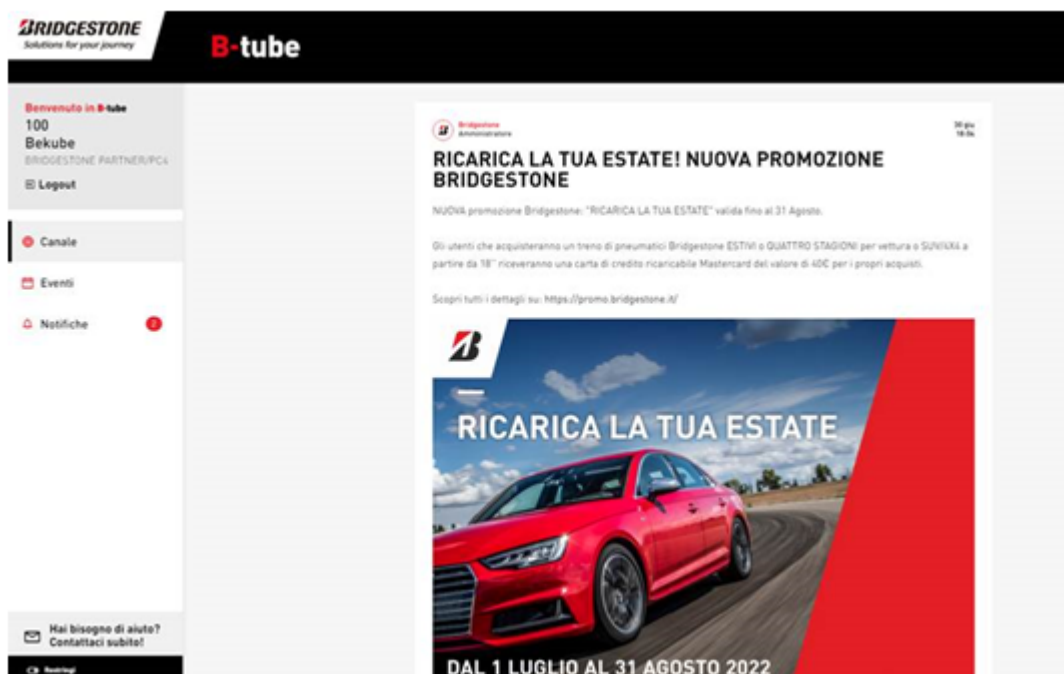 BRIDGESTONE
Solutions for your journey
B-tube
Benvenuto in B-tube
100
Bekube
BRIDGESTONE PARTNER/PC4
Logout
Canale
Eventi
Notifiche 2
Hai bisogno di aiuto?
Contattaci subito!
Restringi
Bridgestone
Amministratore
30 giu
RICARICA LA TUA ESTATE! NUOVA PROMOZIONE
BRIDGESTONE
NUOVA promozione Bridgestone: "RICARICA LA TUA ESTATE" valida fino al 31 Agosto.
Gli utenti che acquisteranno un treno di pneumatici Bridgestone ESTIVI o QUATTRO STAGIONI per vettura o SUV/4X4 a
partire da 18'' riceveranno una carta di credito ricaricabile Mastercard del valore di 40€ per i propri acquisti.
Scopri tutti i dettagli su: https://promo.bridgestone.it/
RICARICA LA TUA ESTATE
DAL 1 LUGLIO AL 31 AGOSTO 2022